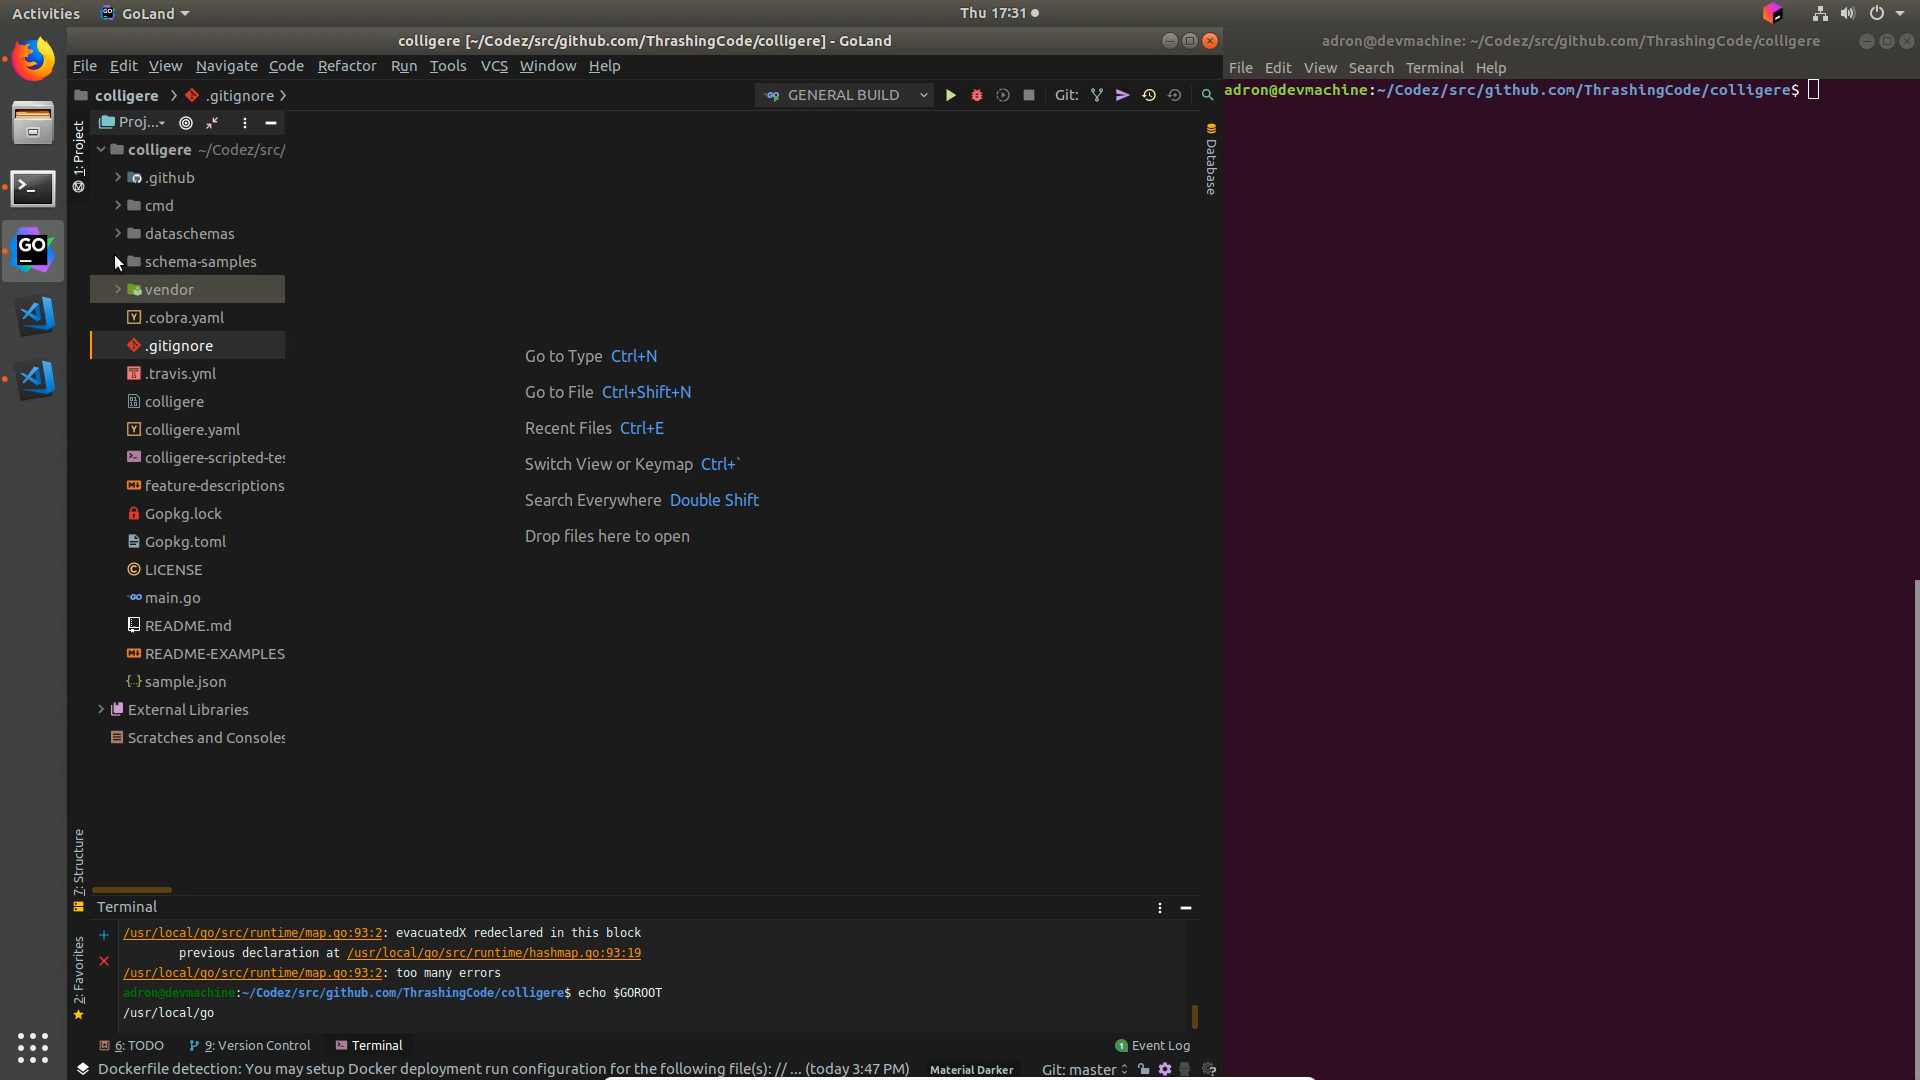 Activities
GoLand
Thu 17:31
colligere [~/Codez/src/github.com/ThrashingCode/colligere] - GoLand
File Edit View Navigate Code Refactor Run Tools VCS Window Help
colligere .gitignore
GENERAL BUILD
Git:
1: Project
Proj...
colligere ~/Codez/src/
.github
cmd
dataschemas
schema-samples
vendor
.cobra.yaml
.gitignore
.travis.yml
colligere
colligere.yaml
colligere-scripted-tes
feature-descriptions
Gopkg.lock
Gopkg.toml
LICENSE
main.go
README.md
README-EXAMPLES
sample.json
External Libraries
Scratches and Consoles
GO
Go to Type Ctrl+N
Go to File Ctrl+Shift+N
Recent Files Ctrl+E
Switch View or Keymap Ctrl+`
Search Everywhere Double Shift
Drop files here to open
Database
7: Structure
2: Favorites
Terminal
/usr/local/go/src/runtime/map.go:93:2: evacuatedX redeclared in this block
previous declaration at /usr/local/go/src/runtime/hashmap.go:93:19
/usr/local/go/src/runtime/map.go:93:2: too many errors
adron@devmachine:~/Codez/src/github.com/ThrashingCode/colligere$ echo $GOROOT
/usr/local/go
6: TODO 9: Version Control Terminal 1 Event Log
Dockerfile detection: You may setup Docker deployment run configuration for the following file(s): // ... (today 3:47 PM) Material Darker Git: master
adron@devmachine: ~/Codez/src/github.com/ThrashingCode/colligere
File Edit View Search Terminal Help
adron@devmachine:~/Codez/src/github.com/ThrashingCode/colligere$